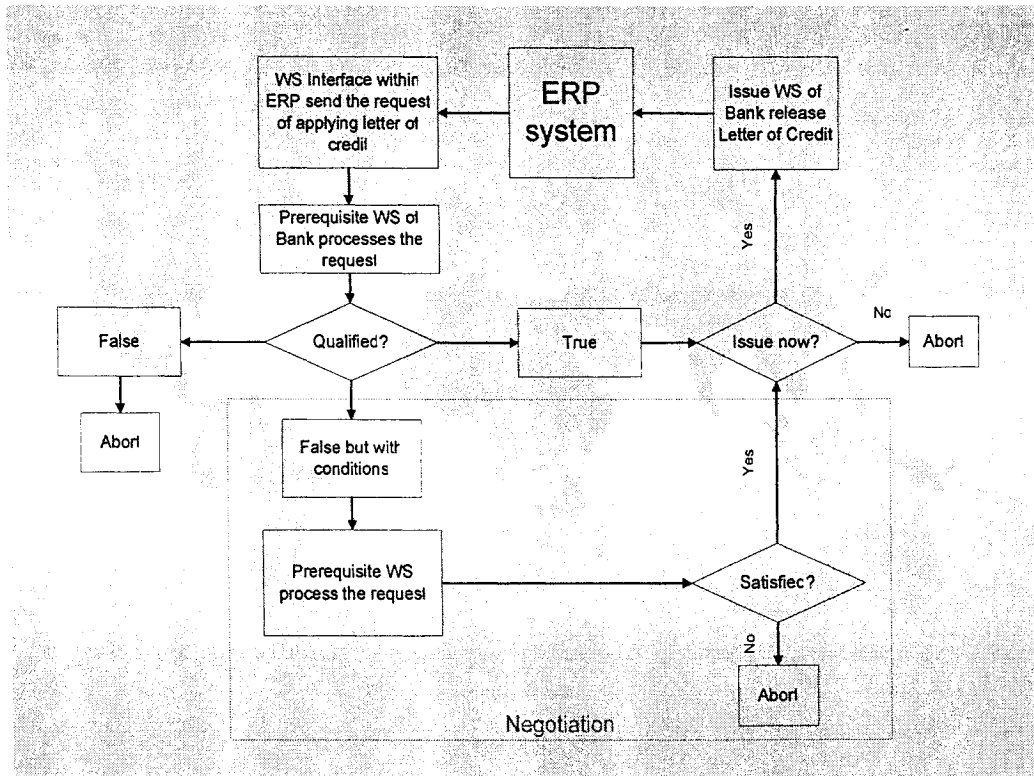 WS Interface within
ERP send the request
of applying letter of
credit
ERP
system
Issue WS of
Bank release
Letter of Credit
Prerequisite WS of
Bank processes the
request
Yes
False
Qualified?
True
Issue now?
No
Abort
Abort
False but with
conditions
Yes
Prerequisite WS
process the request
Satisfied?
No
Abort
Negotiation